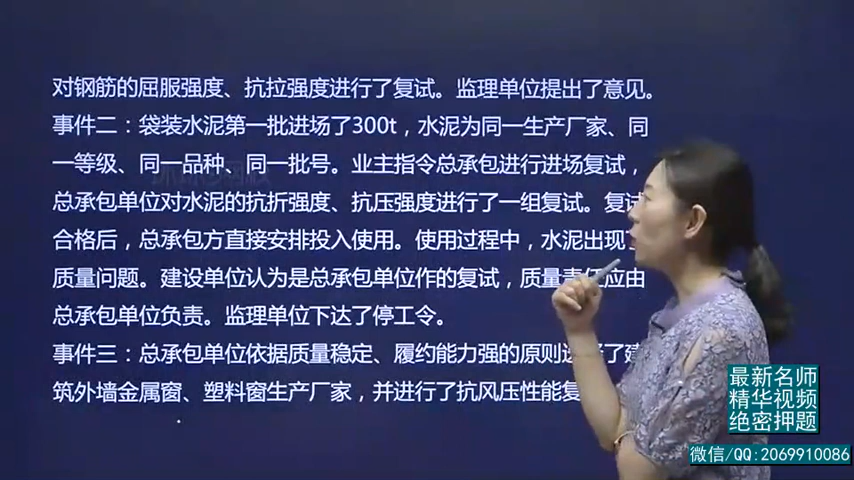 对钢筋的屈服强度、抗拉强度进行了复试。监理单位提出了意见。
事件二：袋装水泥第一批进场了300t，水泥为同一生产厂家、同
一等级、同一品种、同一批号。业主指令总承包进行进场复试，
总承包单位对水泥的抗折强度、抗压强度进行了一组复试。复试
合格后，总承包方直接安排投入使用。使用过程中，水泥出现了
质量问题。建设单位认为是总承包单位作的复试，质量责任应由
总承包单位负责。监理单位下达了停工令。
事件三：总承包单位依据质量稳定、履约能力强的原则选择了建
筑外墙金属窗、塑料窗生产厂家，并进行了抗风压性能复
最新名师
精华视频
绝密押题
微信/QQ:2069910086